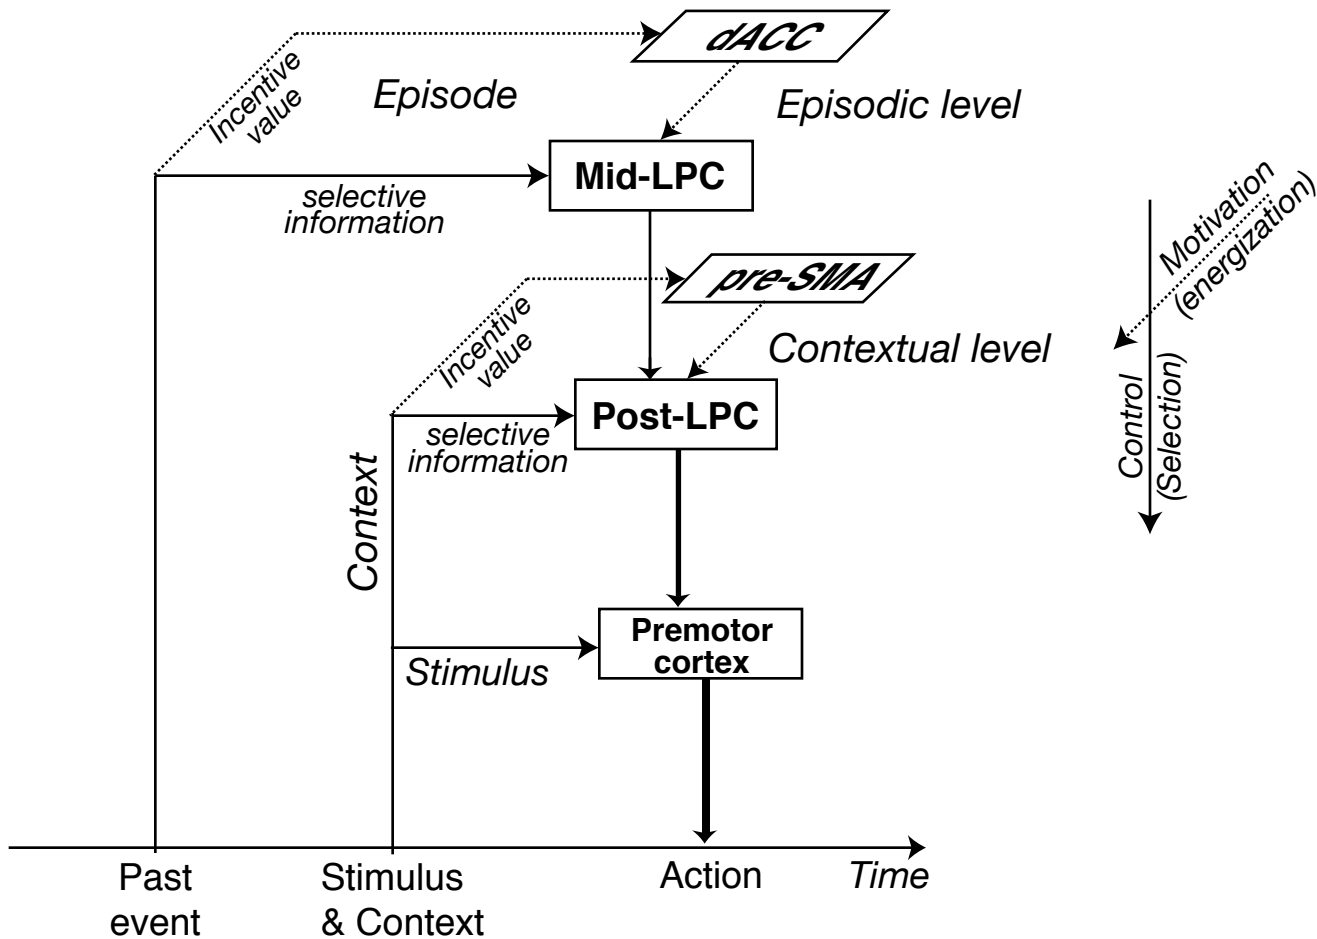 dACC
Incentive
value
Episode
Episodic level
Mid-LPC
selective
information
Motivation
(energization)
pre-SMA
Incentive
value
Contextual level
Control
(Selection)
Post-LPC
selective
information
Context
Premotor
cortex
Stimulus
Past
event
Stimulus
& Context
Action
Time